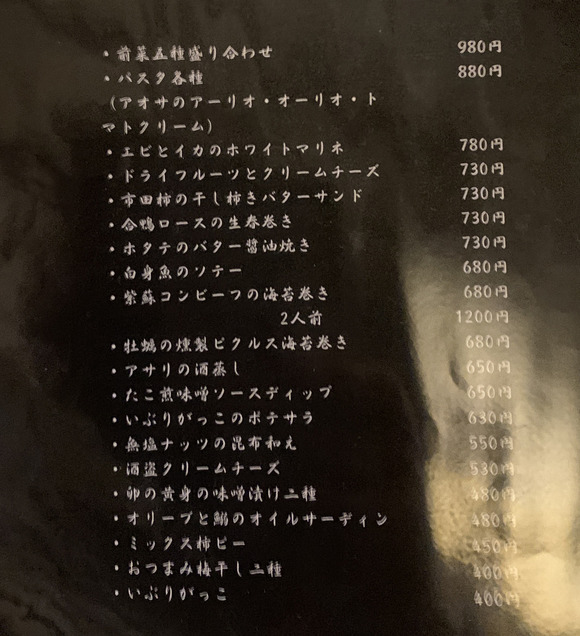 ・前菜五種盛り合わせ 980円
・パスタ各種 880円
（アオサのアーリオ・オーリオ・ト
マトクリーム）
・エビとイカのホワイトマリネ 780円
・ドライフルーツとクリームチーズ 730円
・市田柿の干し柿きバターサンド 730円
・合鴨ロースの生春巻き 730円
・ホタテのバター醤油焼き 730円
・白身魚のソテー 680円
・紫蘇コンビーフの海苔巻き 680円
2人前 1200円
・牡蠣の燻製ピクルス海苔巻き 680円
・アサリの酒蒸し 650円
・たこ煎味噌ソースディップ 650円
・いぶりがっこのポテサラ 630円
・無塩ナッツの昆布和え 550円
・酒盗クリームチーズ 530円
・卵の黄身の味噌漬け二種 480円
・オリーブと鰯のオイルサーディン 480円
・ミックス柿ピー 450円
・おつまみ梅干し二種 400円
・いぶりがっこ 400円